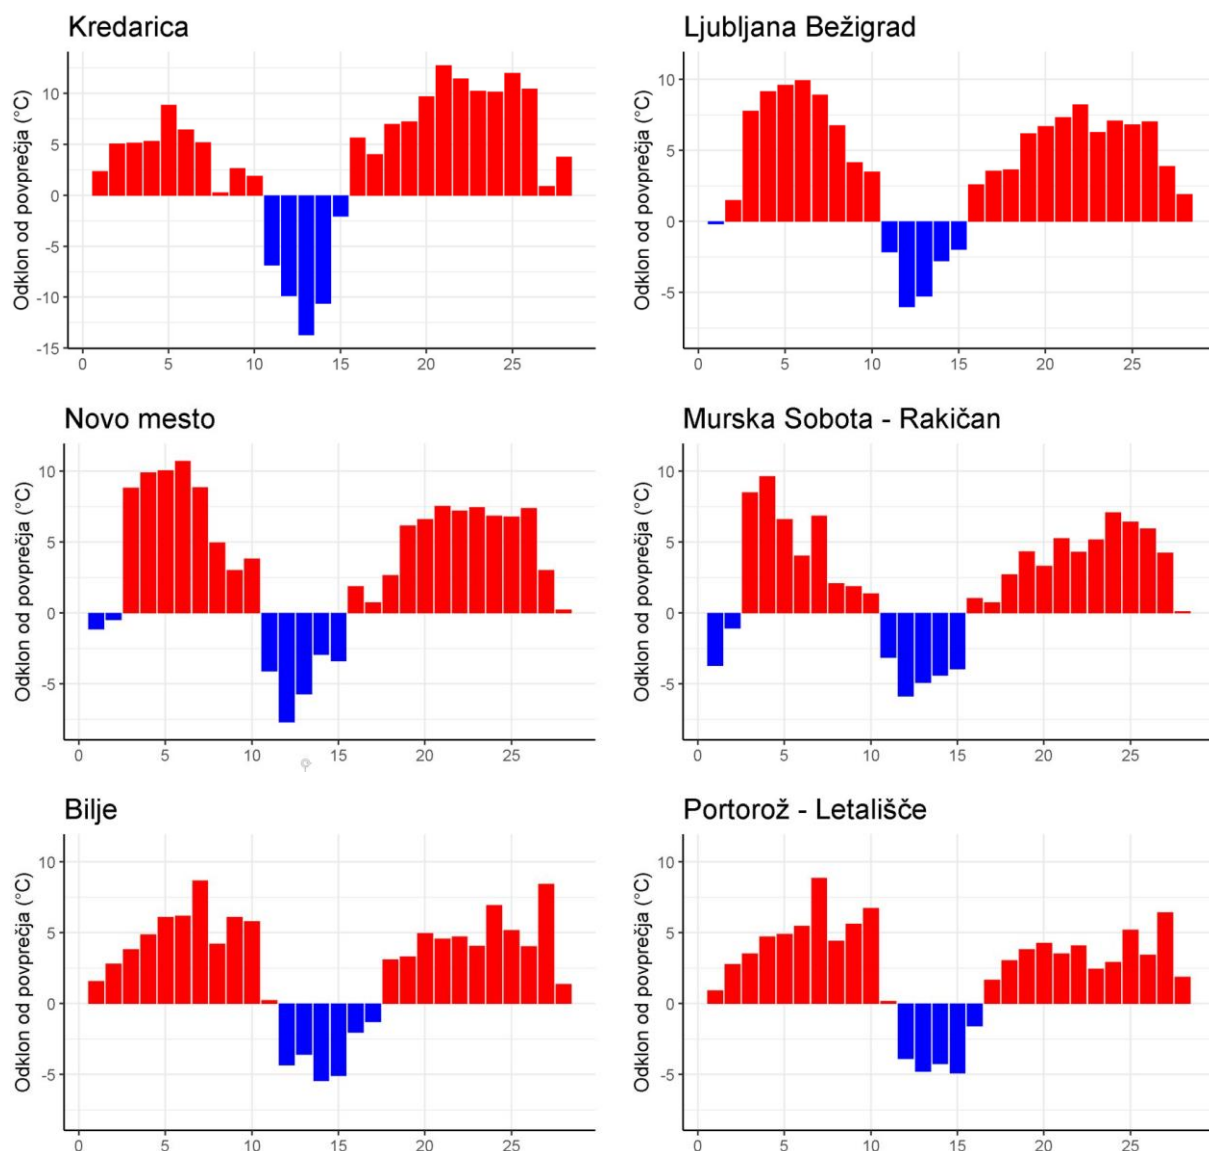 Kredarica
Odklon od povprečja (°C)
10
5
0
-5
-10
-15
0 5 10 15 20 25
Ljubljana Bežigrad
Odklon od povprečja (°C)
10
5
0
-5
0 5 10 15 20 25
Novo mesto
Odklon od povprečja (°C)
10
5
0
-5
0 5 10 15 20 25
Murska Sobota - Rakičan
Odklon od povprečja (°C)
10
5
0
-5
0 5 10 15 20 25
Bilje
Odklon od povprečja (°C)
10
5
0
-5
0 5 10 15 20 25
Portorož - Letališče
Odklon od povprečja (°C)
10
5
0
-5
0 5 10 15 20 25